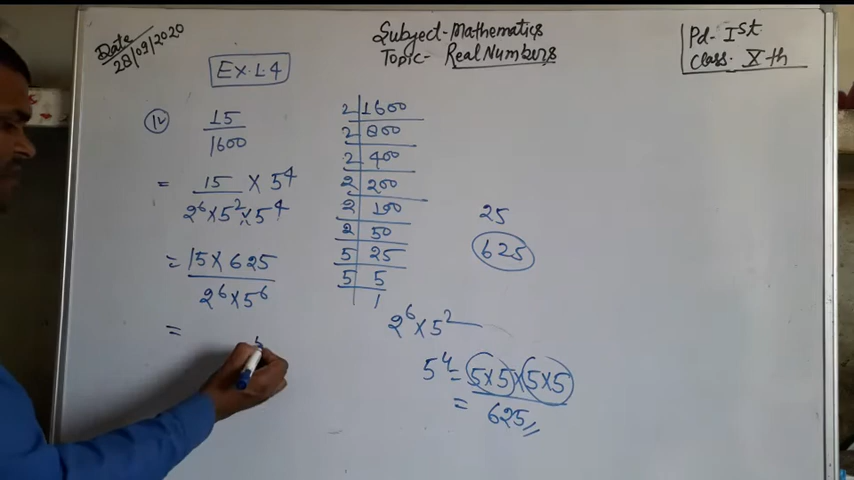 Date
28/09/2020
Subject-Mathematics
Topic- Real Numbers
Pd- Ist
Class- Xth
Ex 1.4
iv 15/1600
= 15/2⁶×5²×5⁴ × 5⁴
= 15×625/2⁶×5⁶
=
2 | 1600
2 | 800
2 | 400
2 | 200
2 | 100
2 | 50
5 | 25
5 | 5
1
2⁶×5²
25
625
5⁴ = 5×5×5×5
= 625